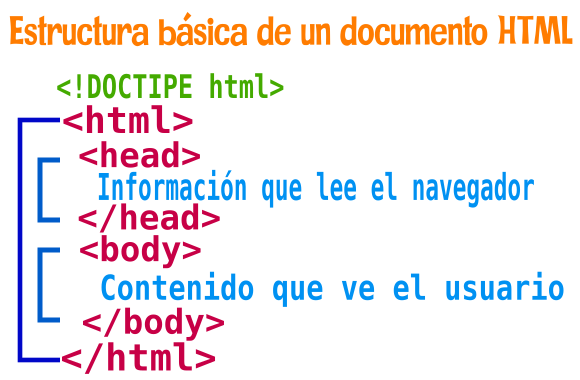 Estructura básica de un documento HTML
<!DOCTIPE html>
<html>
<head>
Información que lee el navegador
</head>
<body>
Contenido que ve el usuario
</body>
</html>